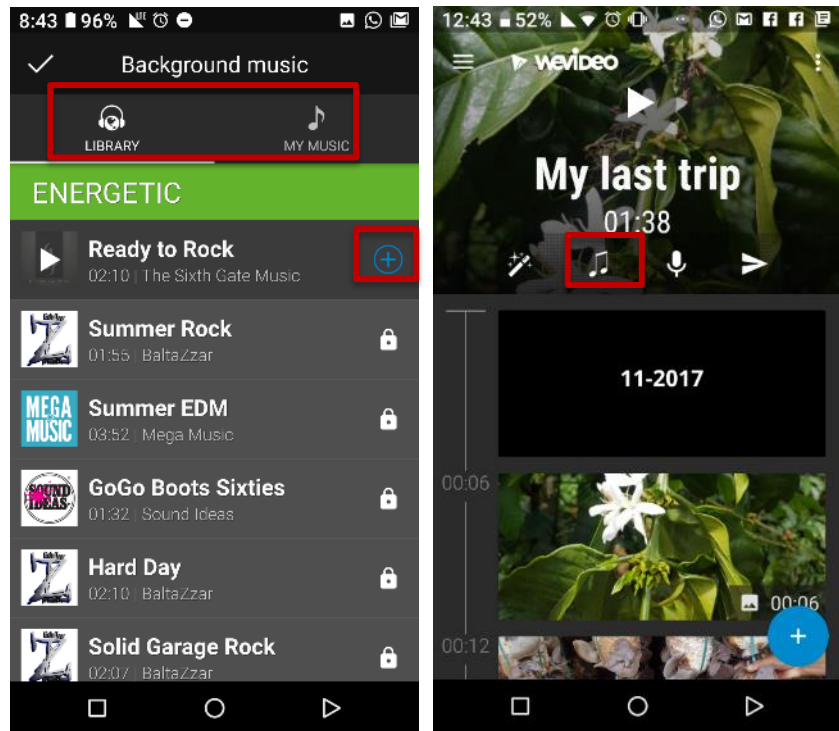 8:43 96% LTE
Background music
LIBRARY MY MUSIC
ENERGETIC
Ready to Rock
02:10 | The Sixth Gate Music
Summer Rock
01:55 | BaltaZzar
MEGA MUSIC
Summer EDM
03:52 | Mega Music
SOUND IDEAS
GoGo Boots Sixties
01:32 | Sound Ideas
Hard Day
02:10 | BaltaZzar
Solid Garage Rock
02:07 | BaltaZzar
12:43 52%
WEVIDEO
My last trip
01:38
11-2017
00:06
00:06
00:12